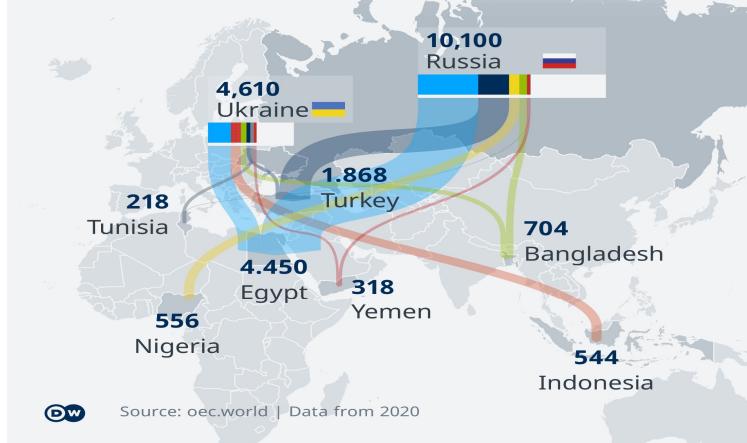 10,100
Russia
4,610
Ukraine
1.868
Turkey
218
Tunisia
704
Bangladesh
4.450
Egypt
318
Yemen
556
Nigeria
544
Indonesia
DW
Source: oec.world | Data from 2020